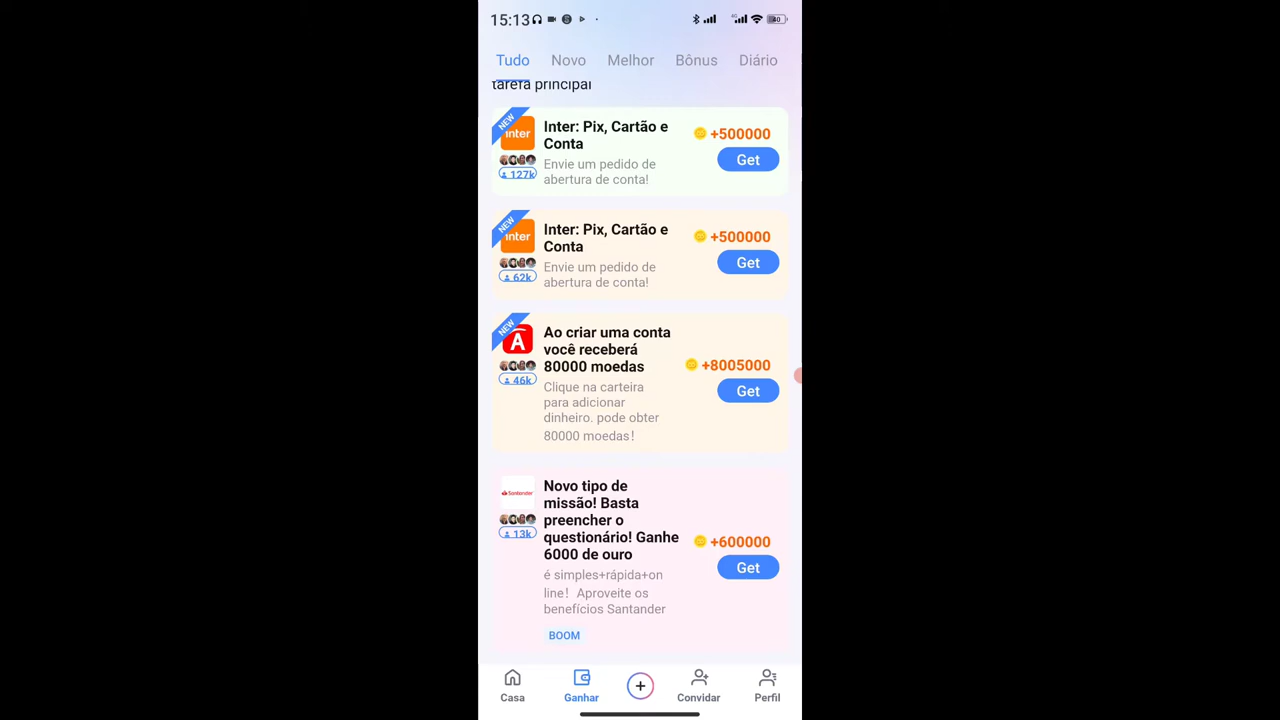 15:13
4G
40
Tudo Novo Melhor Bônus Diário
tarefa principal
NEW
inter
127k
Inter: Pix, Cartão e
Conta
Envie um pedido de
abertura de conta!
+500000
Get
NEW
inter
62k
Inter: Pix, Cartão e
Conta
Envie um pedido de
abertura de conta!
+500000
Get
NEW
A
46k
Ao criar uma conta
você receberá
80000 moedas
Clique na carteira
para adicionar
dinheiro. pode obter
80000 moedas!
+8005000
Get
Santander
13k
Novo tipo de
missão! Basta
preencher o
questionário! Ganhe
6000 de ouro
é simples+rápida+on
line！Aproveite os
benefícios Santander
BOOM
+600000
Get
Casa Ganhar + Convidar Perfil